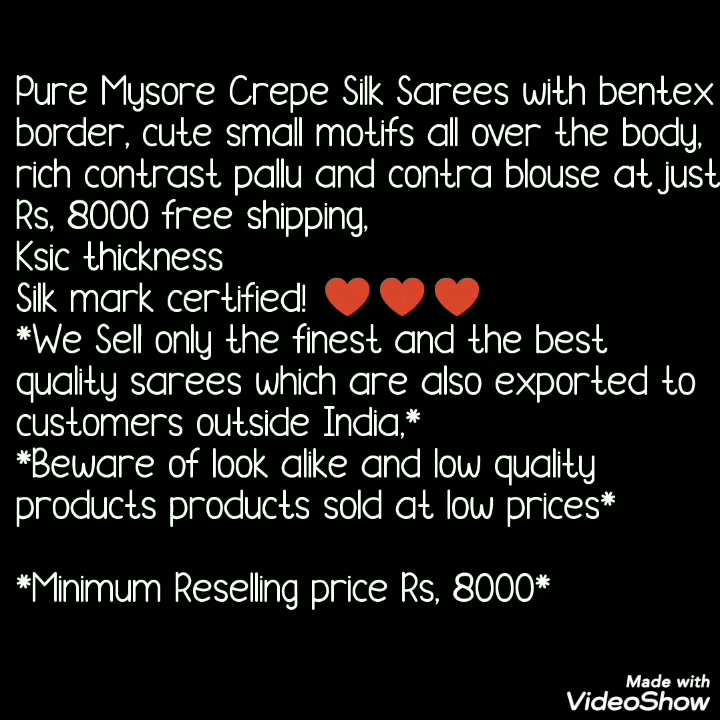 Pure Mysore Crepe Silk Sarees with bentex
border, cute small motifs all over the body,
rich contrast pallu and contra blouse at just
Rs, 8000 free shipping,
Ksic thickness
Silk mark certified! ❤️❤️❤️
*We Sell only the finest and the best
quality sarees which are also exported to
customers outside India,*
*Beware of look alike and low quality
products products sold at low prices*
*Minimum Reselling price Rs, 8000*
Made with
VideoShow